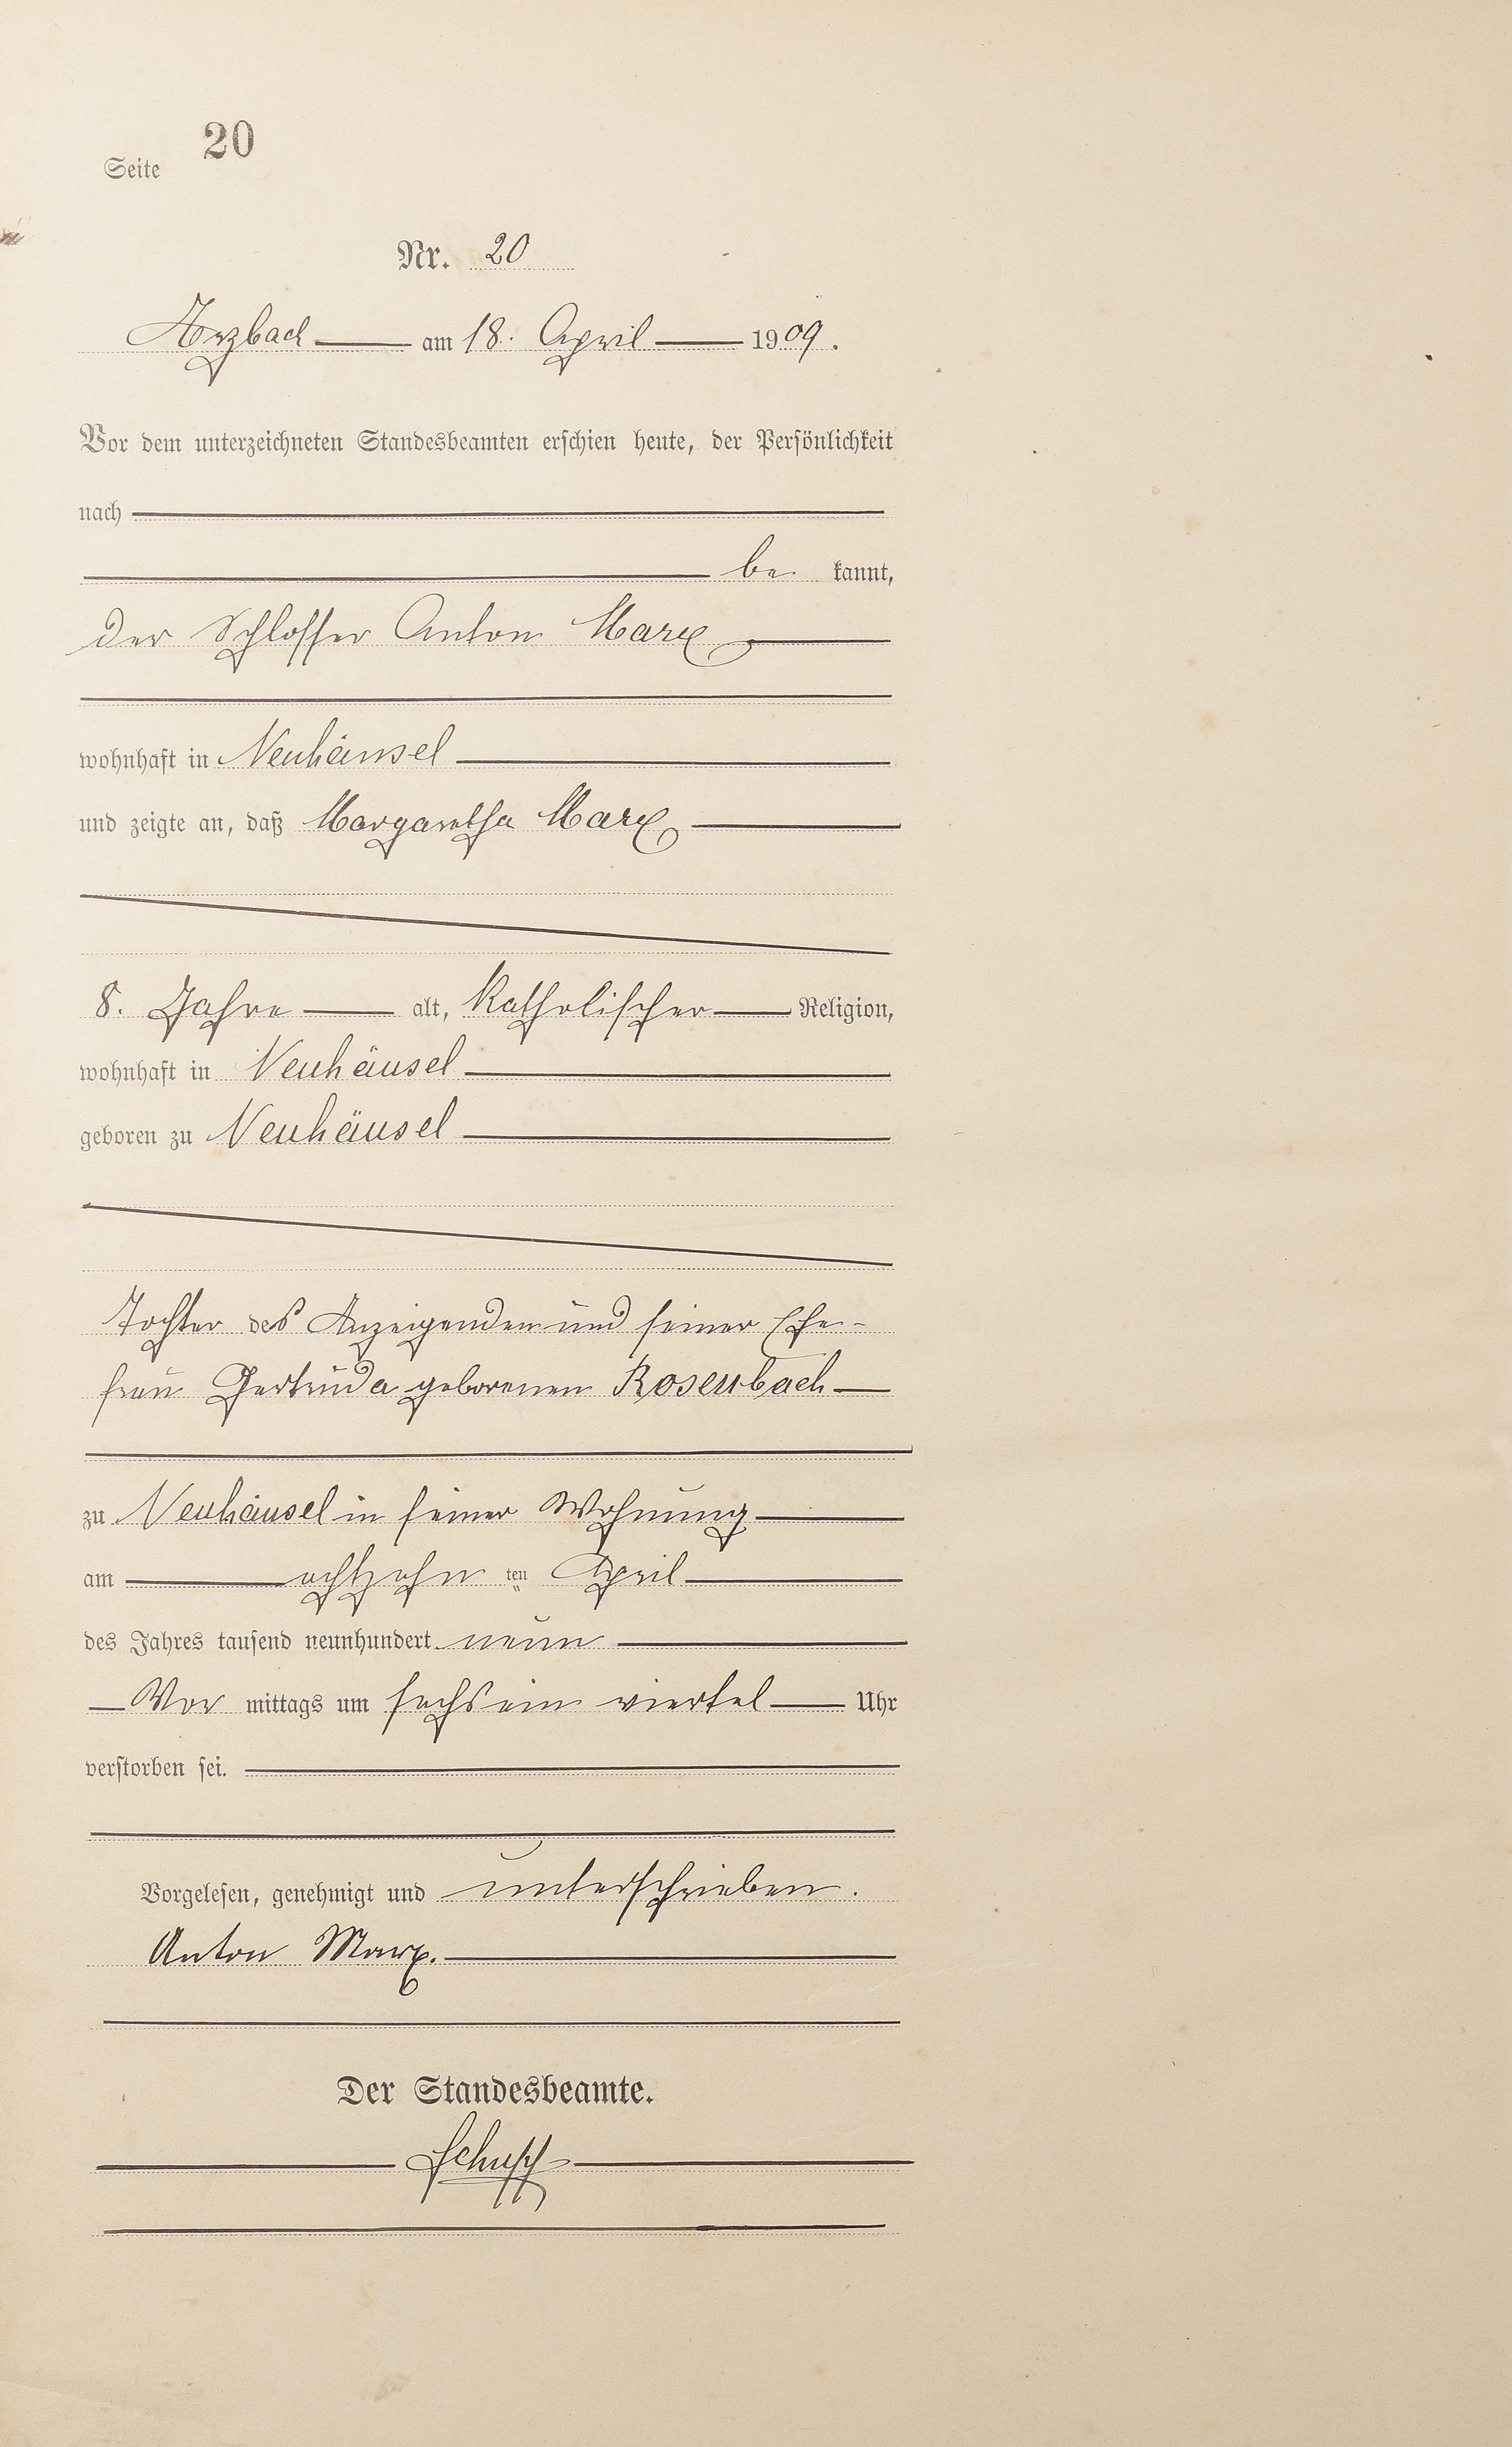 Seite 20
Nr. 20
Arzbach am 18. April 1909.
Vor dem unterzeichneten Standesbeamten erschien heute, der Persönlichkeit
nach
be kannt,
der Schlosser Anton Marx
wohnhaft in Neuhäusel
und zeigte an, daß Margaretha Marx
8. Jahre alt, katholischer Religion,
wohnhaft in Neuhäusel
geboren zu Neuhäusel
Tochter des Anzeigenden und seiner Ehe-
frau Gertruda geborenen Rosenbach
zu Neuhäusel in seiner Wohnung
am achtzehn ten April
des Jahres tausend neunhundert neun
Vor mittags um sechs ein viertel Uhr
verstorben sei.
Vorgelesen, genehmigt und unterschrieben.
Anton Marx.
Der Standesbeamte.